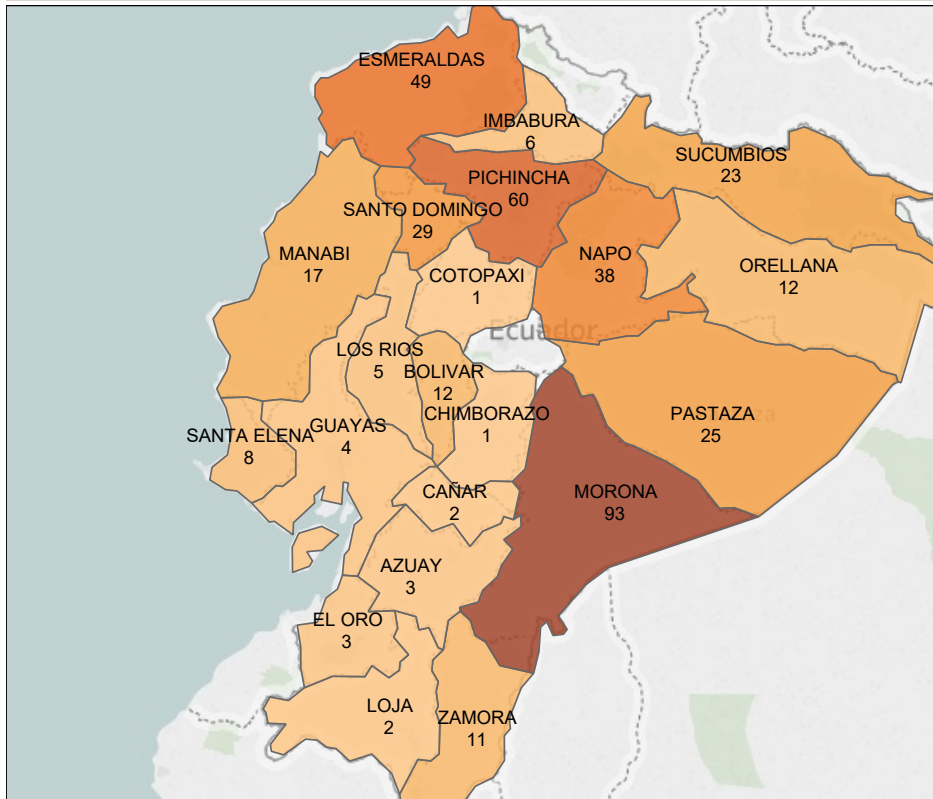 ESMERALDAS
49
IMBABURA
6
SUCUMBIOS
23
PICHINCHA
60
SANTO DOMINGO
29
MANABI
17
COTOPAXI
1
NAPO
38
ORELLANA
12
Ecuador
LOS RIOS
5
BOLIVAR
12
CHIMBORAZO
1
PASTAZA
25
SANTA ELENA
8
GUAYAS
4
CAÑAR
2
MORONA
93
AZUAY
3
EL ORO
3
LOJA
2
ZAMORA
11